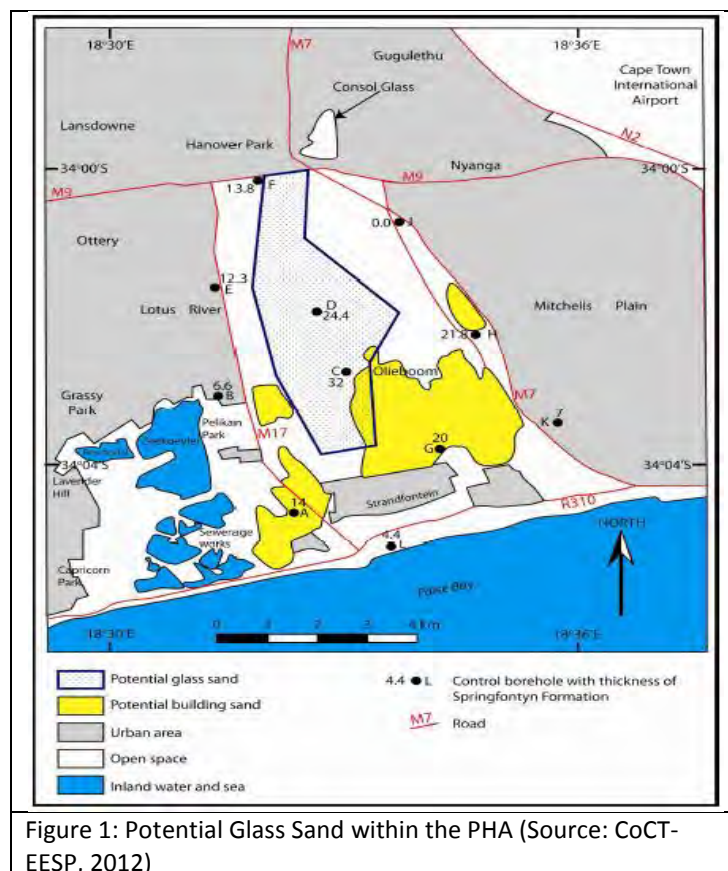 18°30'E
M7
Gugulethu
18°36'E
Cape Town
International
Airport
Consol Glass
Lansdowne
Hanover Park
N2
34°00'S
Nyanga
34°00'S
M9
13.8 F
M9
0.0 J
Ottery
12.3
E
Lotus River
D
24.4
Mitchells Plain
21.8 H
C
32
Olieboom
Grassy
Park
6.6
B
M7
Pelikan
Park
M17
K 7
20
G
34°04'S
34°04'S
Lavender
Hill
Zeekoevlei
Strandfontein
R310
14
A
NORTH
Sewerage
works
4.4
L
Capricorn
Park
False Bay
18°30'E
0 1 2 3 4 km
18°36'E
Potential glass sand
Potential building sand
Urban area
Open space
Inland water and sea
4.4 L Control borehole with thickness of
Springfontyn Formation
M7 Road
Figure 1: Potential Glass Sand within the PHA (Source: CoCT-
EESP, 2012)